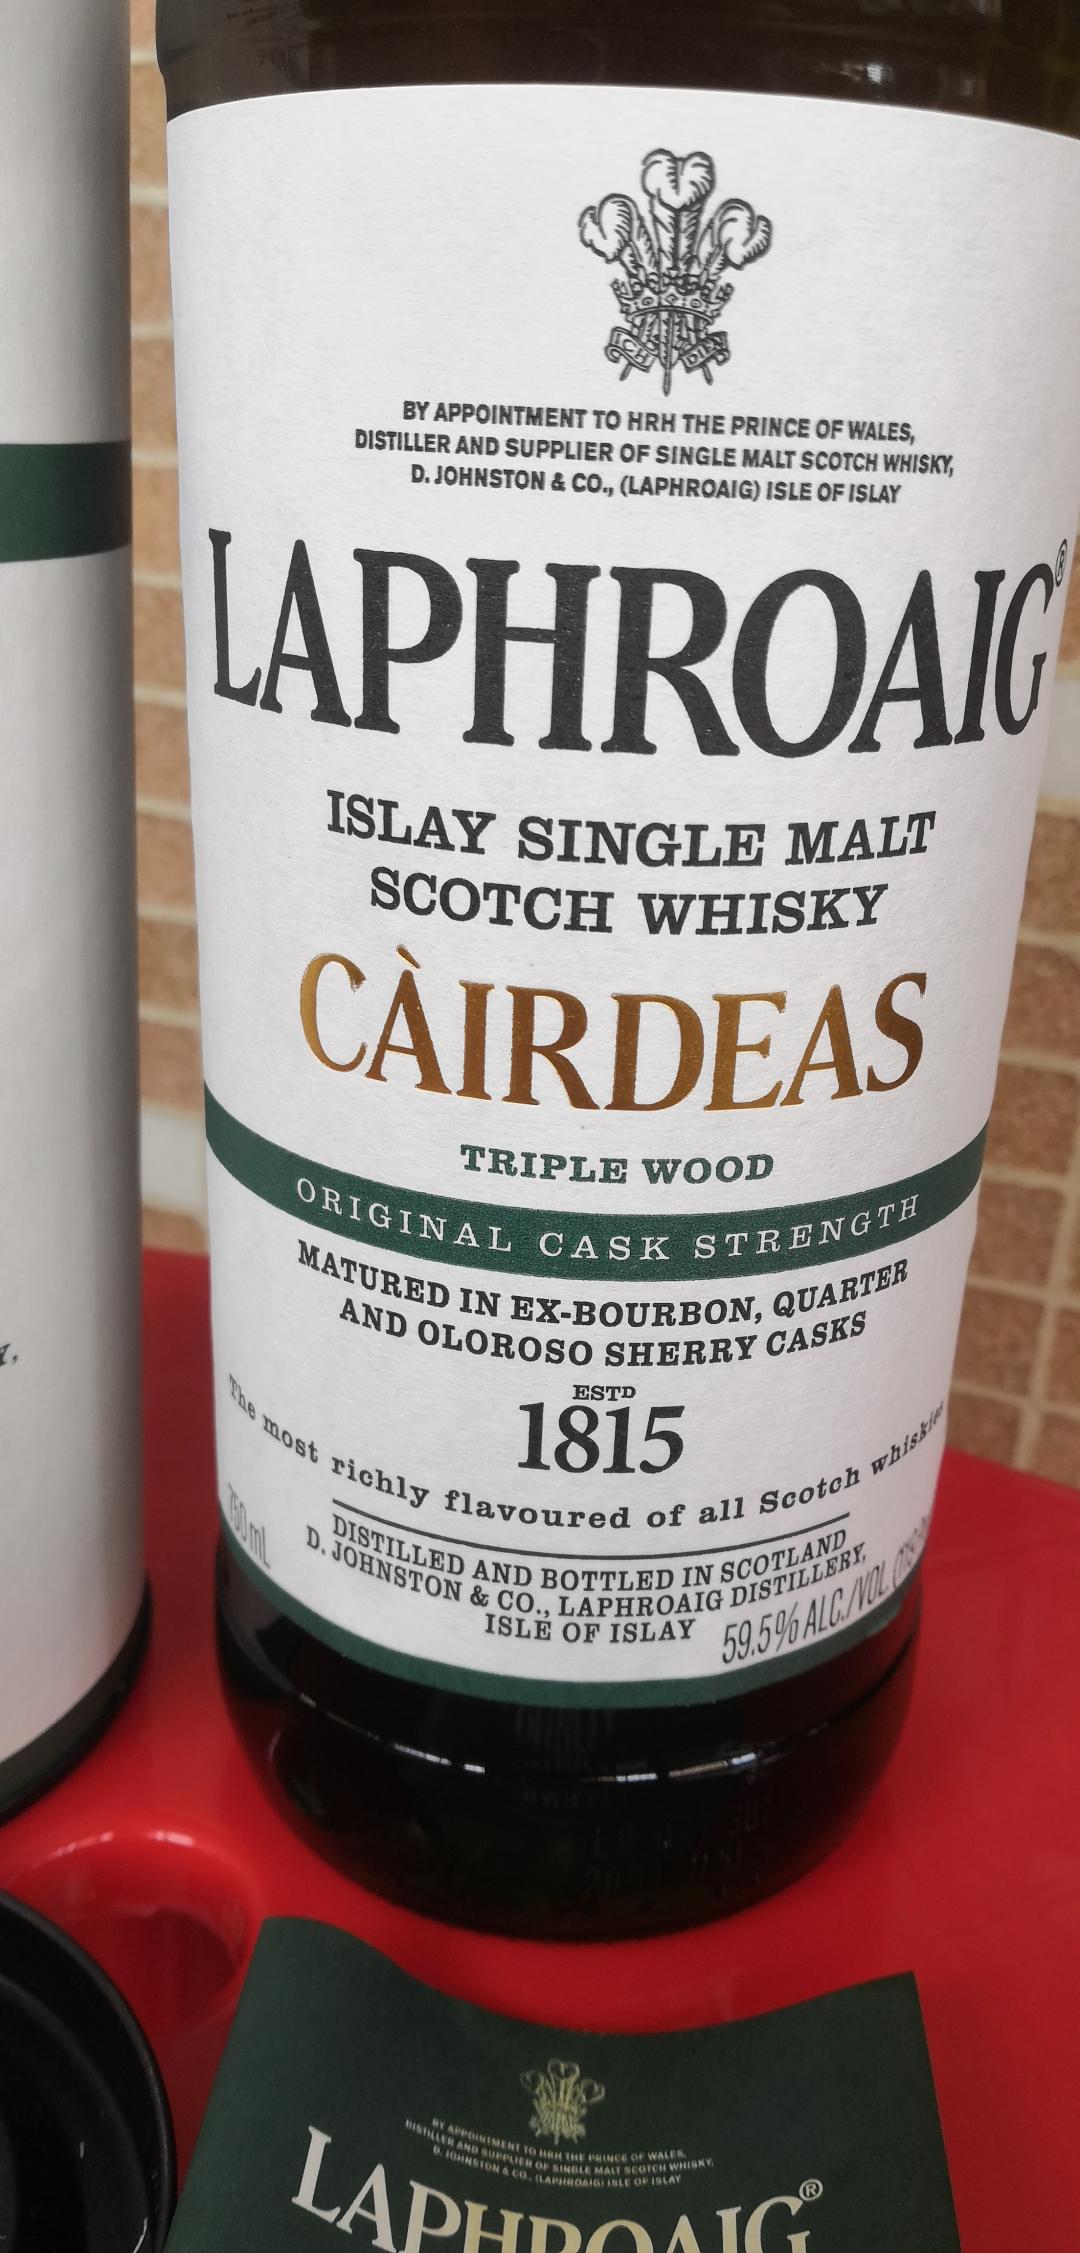 ICH DIEN
BY APPOINTMENT TO HRH THE PRINCE OF WALES,
DISTILLER AND SUPPLIER OF SINGLE MALT SCOTCH WHISKY,
D. JOHNSTON & CO., (LAPHROAIG) ISLE OF ISLAY
LAPHROAIG®
ISLAY SINGLE MALT
SCOTCH WHISKY
CÀIRDEAS
TRIPLE WOOD
ORIGINAL CASK STRENGTH
MATURED IN EX-BOURBON, QUARTER
AND OLOROSO SHERRY CASKS
ESTD
1815
The most richly flavoured of all Scotch whiskies
750 mL
DISTILLED AND BOTTLED IN SCOTLAND
D. JOHNSTON & CO., LAPHROAIG DISTILLERY,
ISLE OF ISLAY
59.5% ALC./VOL.
BY APPOINTMENT TO HRH THE PRINCE OF WALES,
DISTILLER AND SUPPLIER OF SINGLE MALT SCOTCH WHISKY,
D. JOHNSTON & CO., (LAPHROAIG) ISLE OF ISLAY
LAPHROAIG®